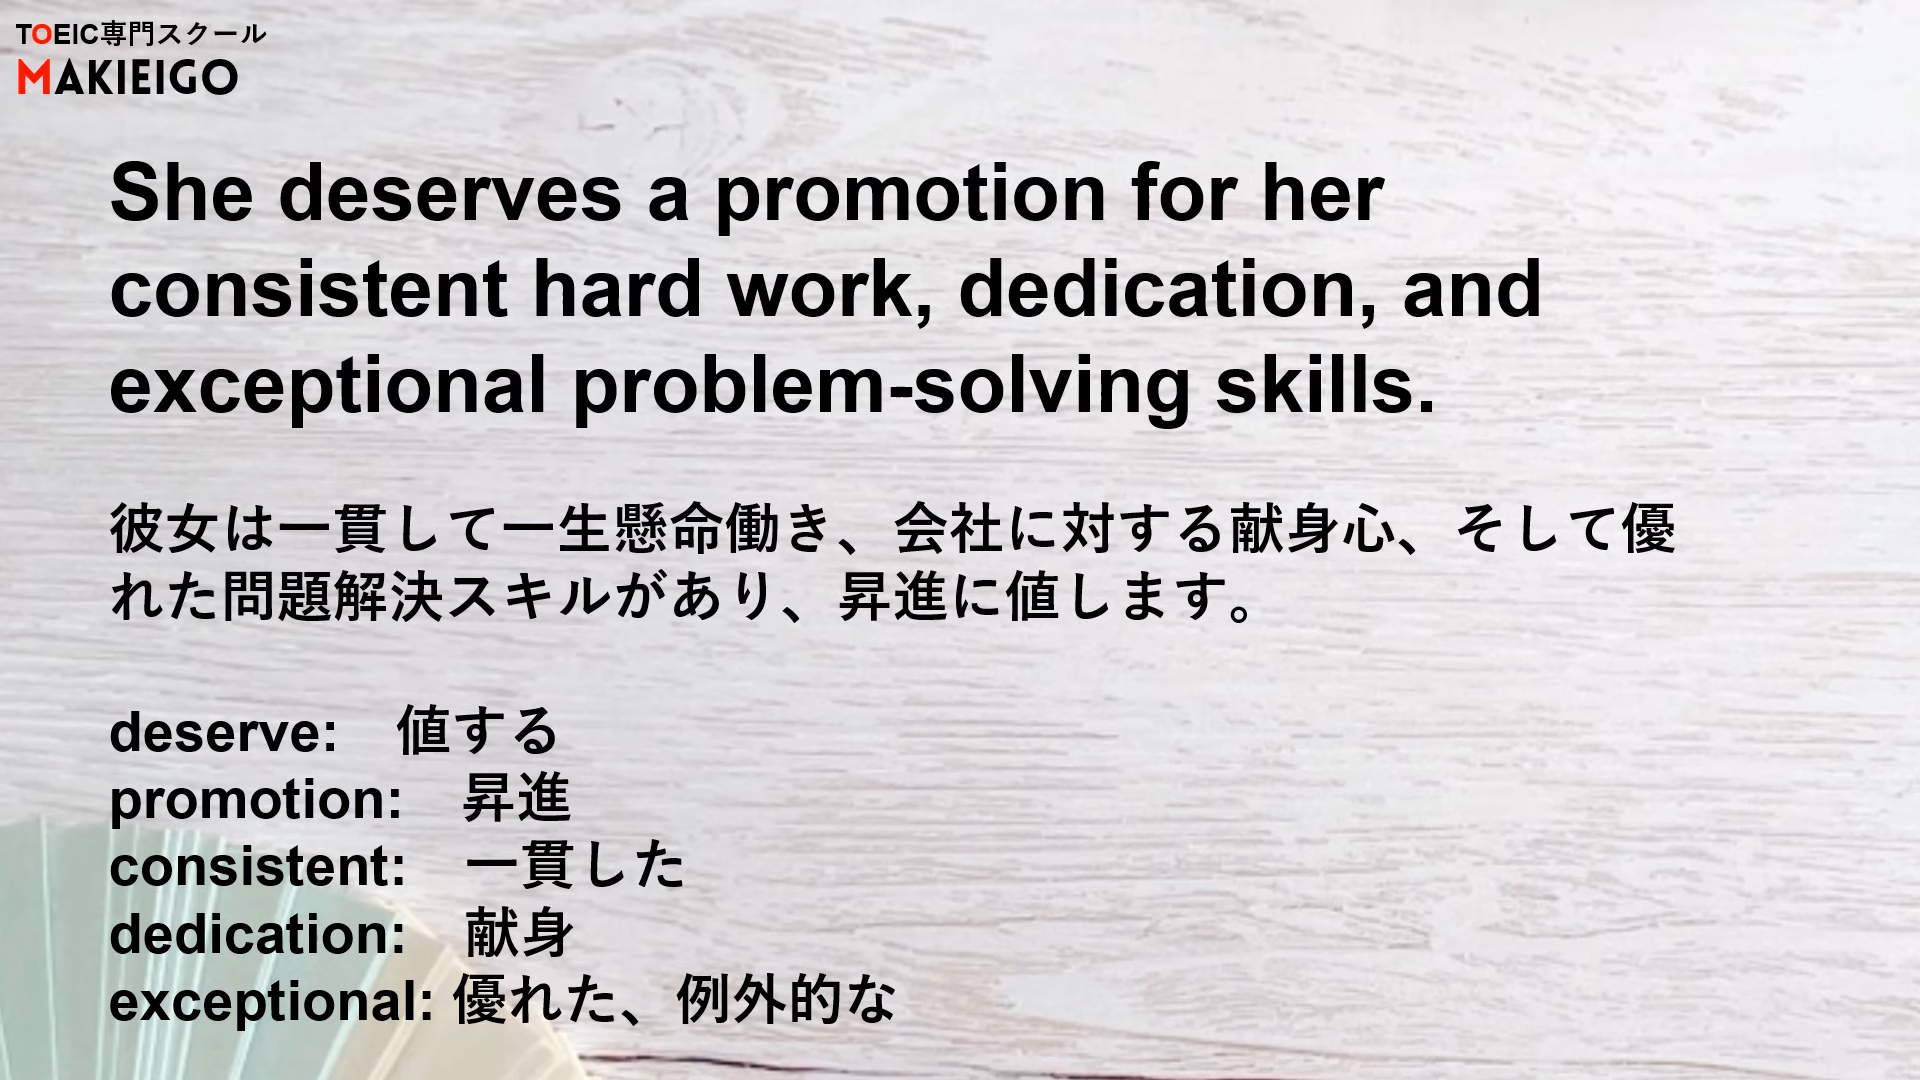 TOEIC専門スクール
MAKIEIGO
She deserves a promotion for her
consistent hard work, dedication, and
exceptional problem-solving skills.
彼女は一貫して一生懸命働き、会社に対する献身心、そして優
れた問題解決スキルがあり、昇進に値します。
deserve:　値する
promotion:　昇進
consistent:　一貫した
dedication:　献身
exceptional: 優れた、例外的な